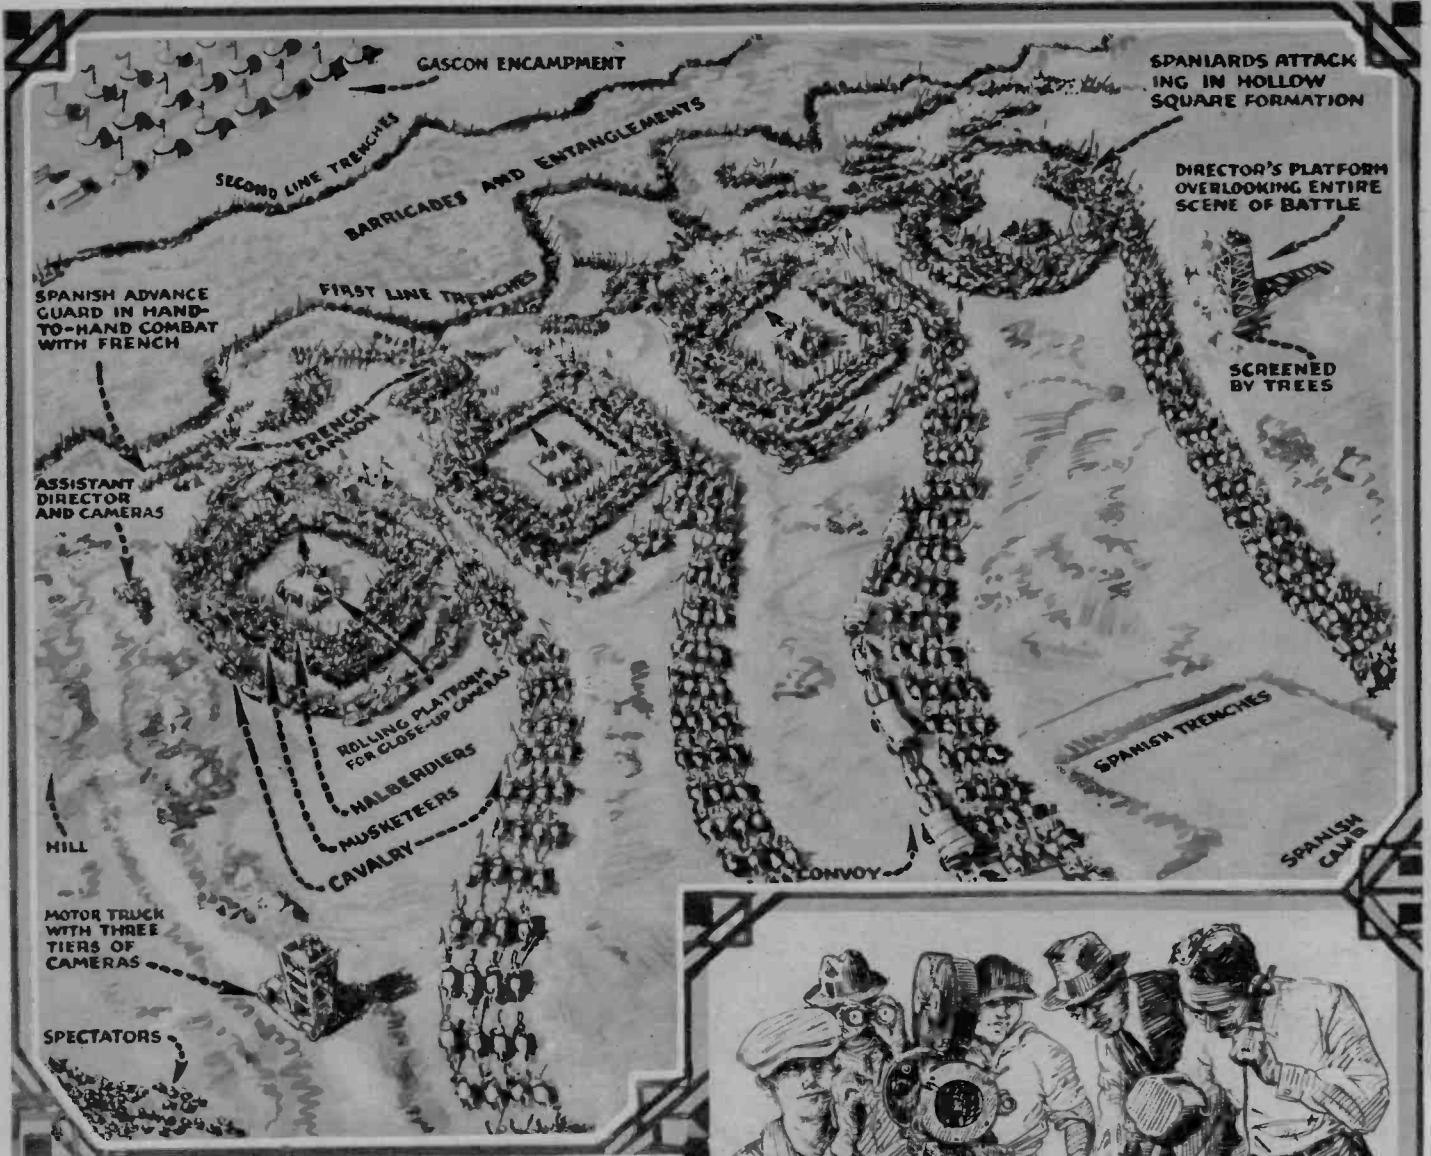 GASCON ENCAMPMENT
SPANIARDS ATTACK-
ING IN HOLLOW
SQUARE FORMATION
SECOND LINE TRENCHES
BARRICADES AND ENTANGLEMENTS
DIRECTOR'S PLATFORM
OVERLOOKING ENTIRE
SCENE OF BATTLE
SPANISH ADVANCE
GUARD IN HAND-
TO-HAND COMBAT
WITH FRENCH
FIRST LINE TRENCHES
SCREENED
BY TREES
FRENCH
CANNON
ASSISTANT
DIRECTOR
AND CAMERAS
ROLLING PLATFORM
FOR CLOSE-UP CAMERAS
HALBERDIERS
MUSKETEERS
CAVALRY
SPANISH TRENCHES
SPANISH
CAMP
HILL
CONVOY
MOTOR TRUCK
WITH THREE
TIERS OF
CAMERAS
SPECTATORS